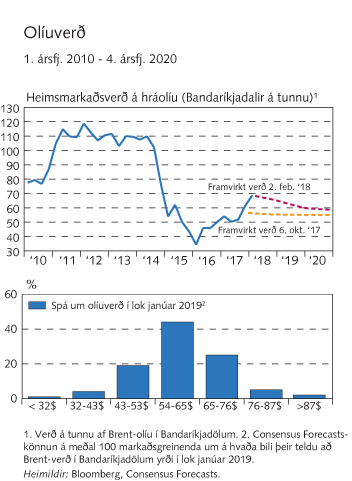 Olíuverð
1. ársfj. 2010 - 4. ársfj. 2020
Heimsmarkaðsverð á hráolíu (Bandaríkjadalir á tunnu)¹
130
120
110
100
90
80
70
60
50
40
30
Framvirkt verð 2. feb. '18
Framvirkt verð 6. okt. '17
'10 '11 '12 '13 '14 '15 '16 '17 '18 '19 '20
%
60
40
20
0
Spá um olíuverð í lok janúar 2019²
< 32$ 32-43$ 43-53$ 54-65$ 65-76$ 76-87$ >87$
1. Verð á tunnu af Brent-olíu í Bandaríkjadölum. 2. Consensus Forecasts-
könnun á meðal 100 markaðsgreinenda um á hvaða bili þeir teldu að
Brent-verð í Bandaríkjadölum yrði í lok janúar 2019.
Heimildir: Bloomberg, Consensus Forecasts.